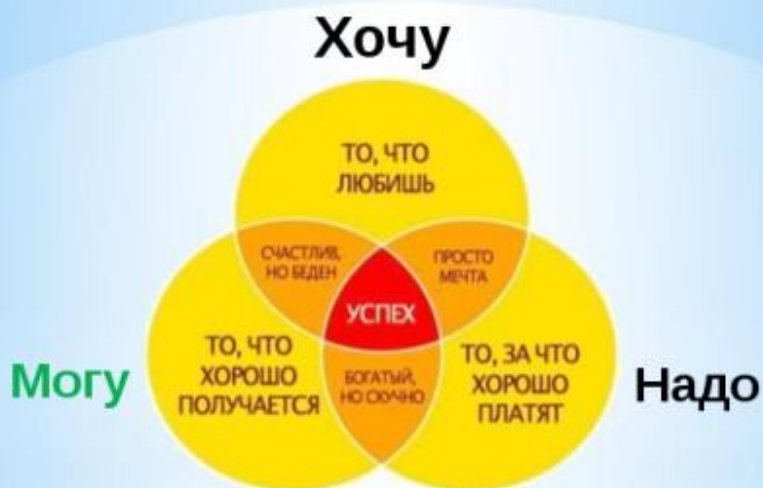 Хочу
ТО, ЧТО
ЛЮБИШЬ
СЧАСТЛИВ,
НО БЕДЕН
ПРОСТО
МЕЧТА
УСПЕХ
Могу
ТО, ЧТО
ХОРОШО
ПОЛУЧАЕТСЯ
БОГАТЫЙ,
НО СКУЧНО
ТО, ЗА ЧТО
ХОРОШО
ПЛАТЯТ
Надо